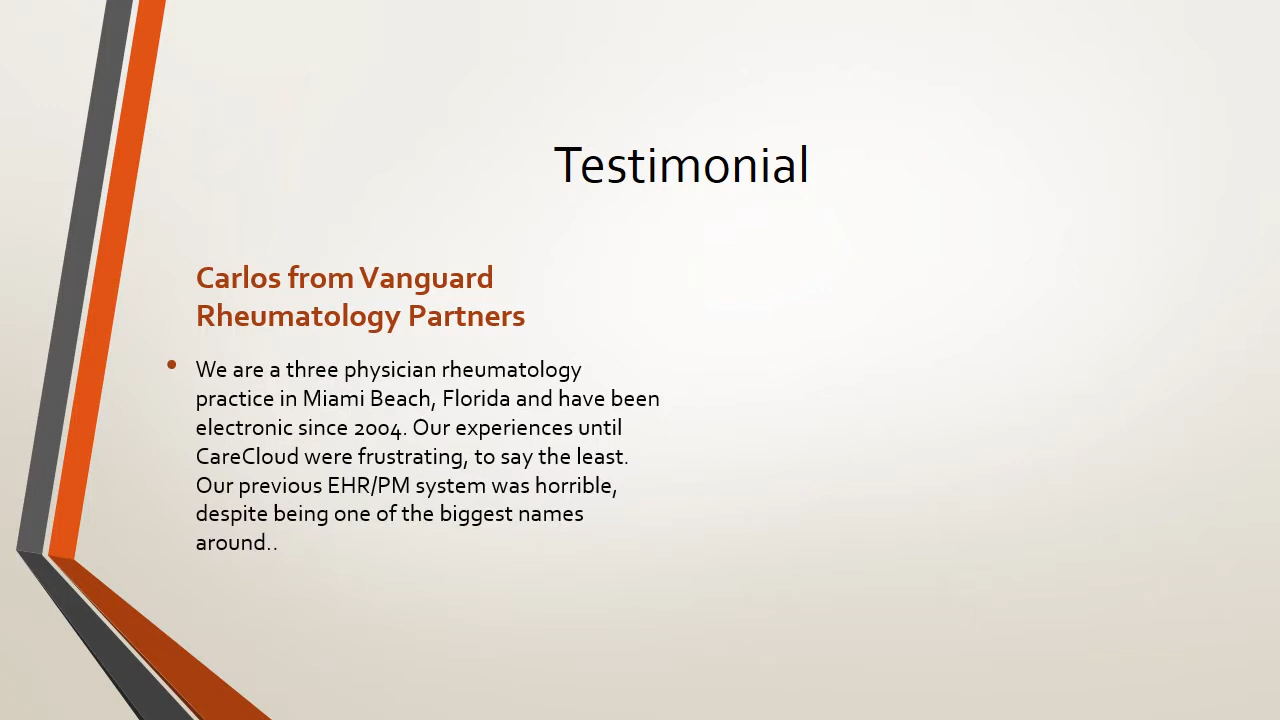 Testimonial
Carlos from Vanguard
Rheumatology Partners
• We are a three physician rheumatology
practice in Miami Beach, Florida and have been
electronic since 2004. Our experiences until
CareCloud were frustrating, to say the least.
Our previous EHR/PM system was horrible,
despite being one of the biggest names
around..